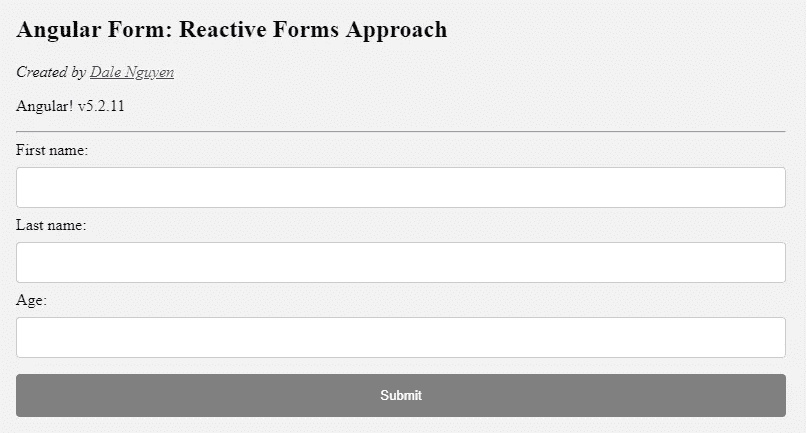 Angular Form: Reactive Forms Approach
Created by Dale Nguyen
Angular! v5.2.11
First name:
Last name:
Age:
Submit